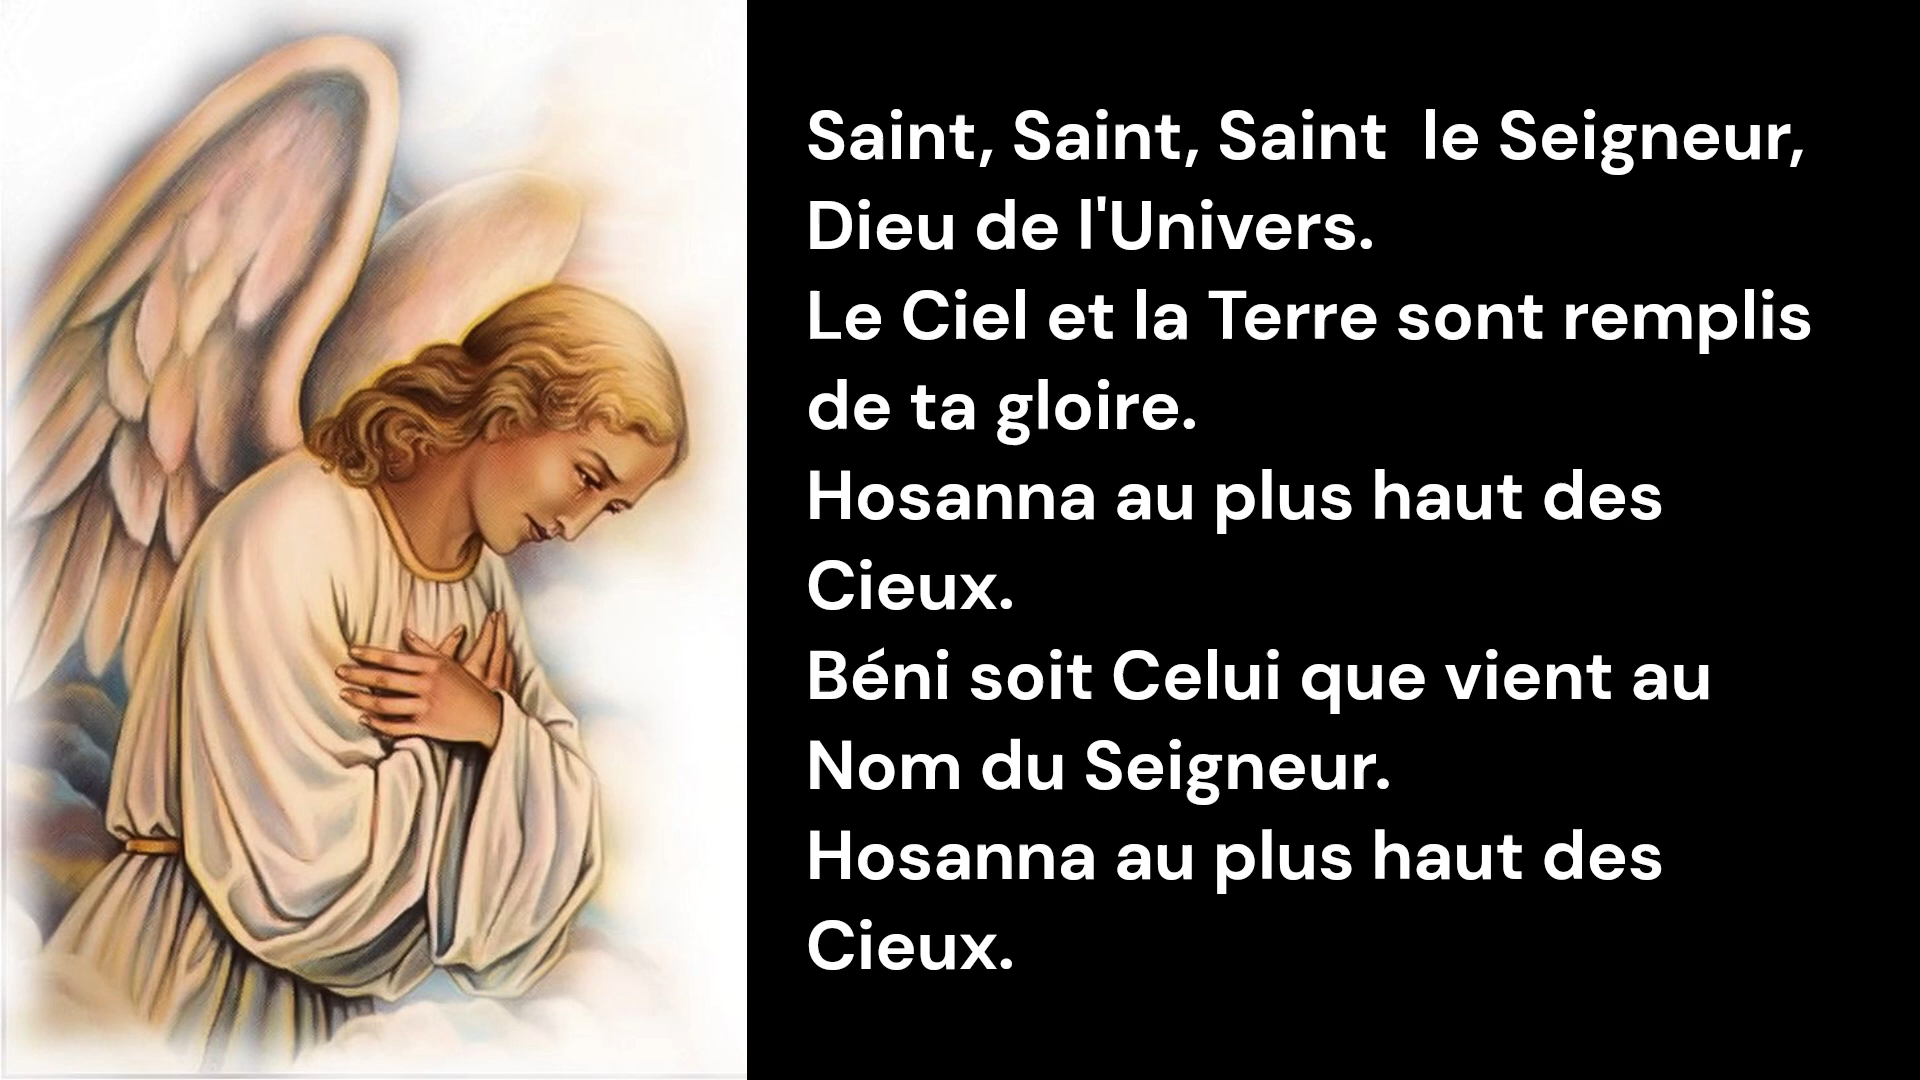 Saint, Saint, Saint  le Seigneur,
Dieu de l'Univers.
Le Ciel et la Terre sont remplis
de ta gloire.
Hosanna au plus haut des
Cieux.
Béni soit Celui que vient au
Nom du Seigneur.
Hosanna au plus haut des
Cieux.